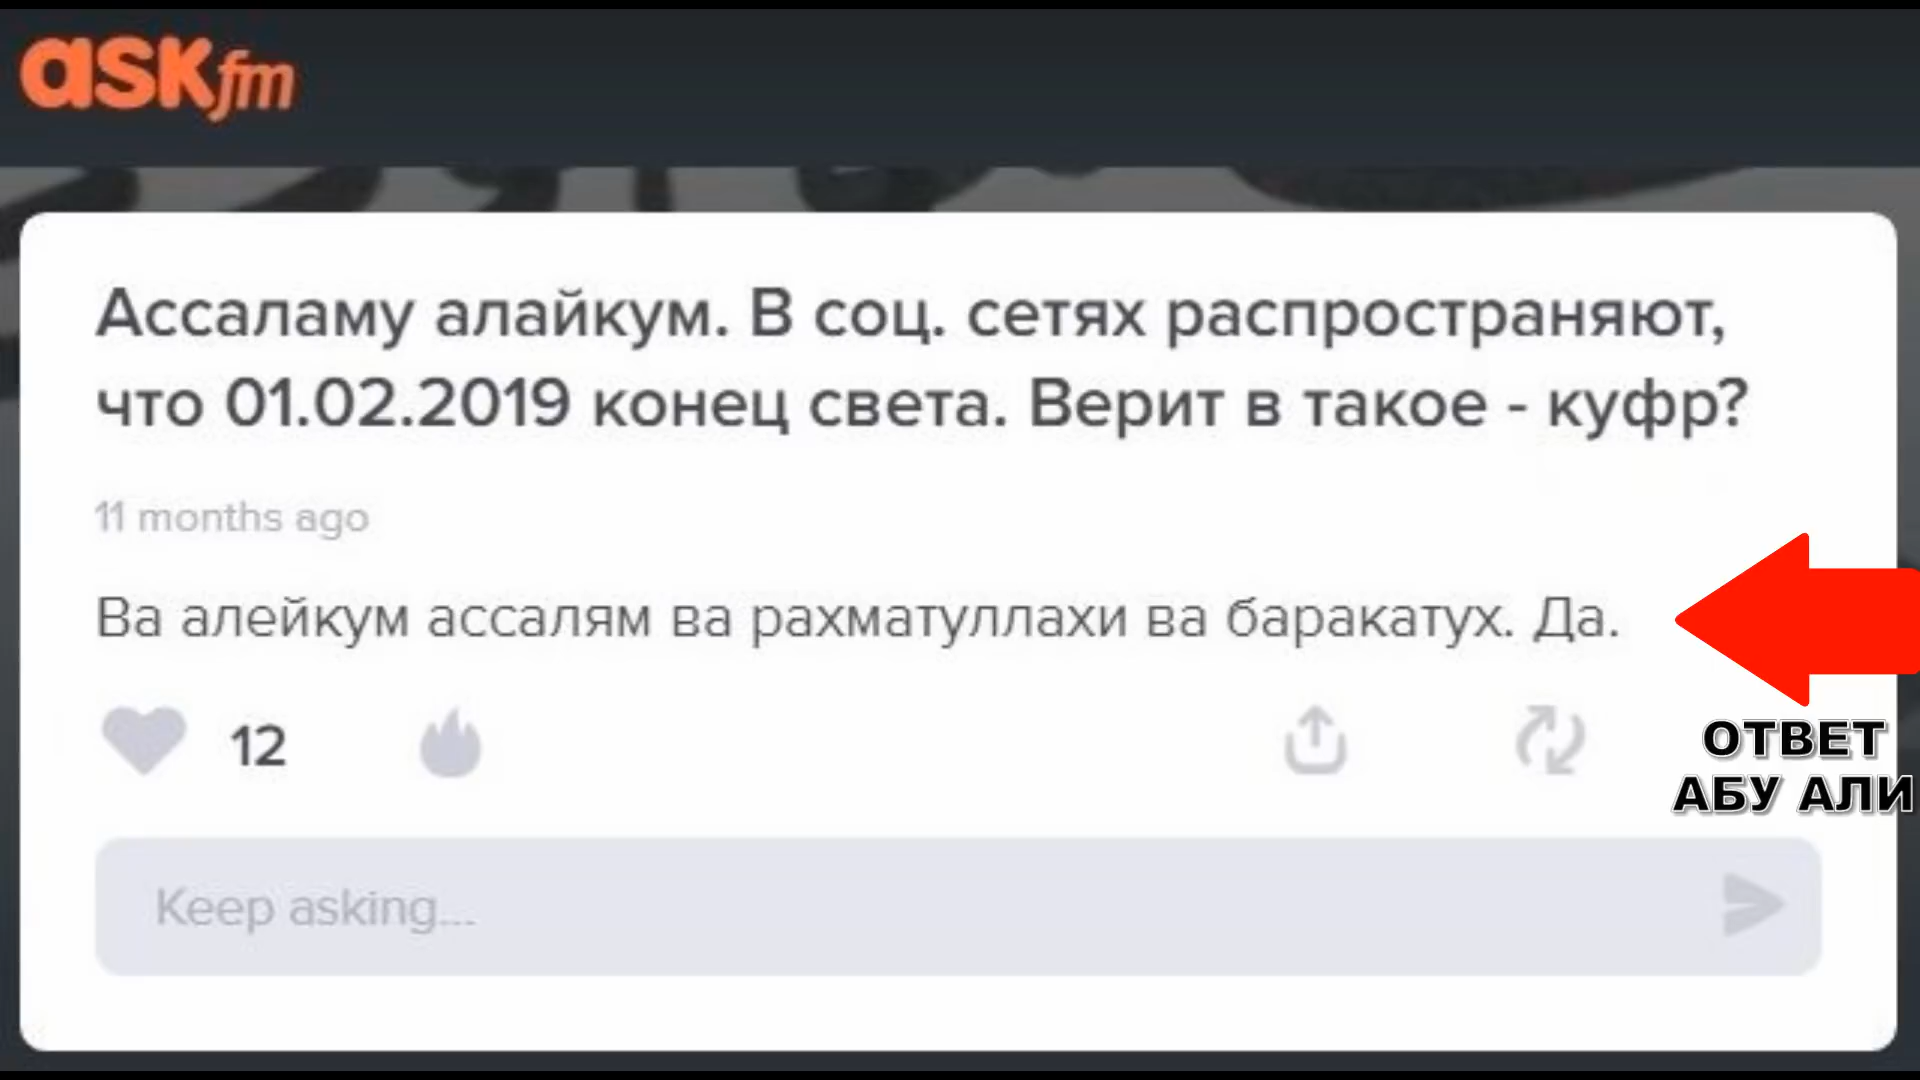 askfm
Ассаламу алайкум. В соц. сетях распространяют,
что 01.02.2019 конец света. Верит в такое - куфр?
11 months ago
Ва алейкум ассалям ва рахматуллахи ва баракатух. Да.
12
ОТВЕТ
АБУ АЛИ
Keep asking...